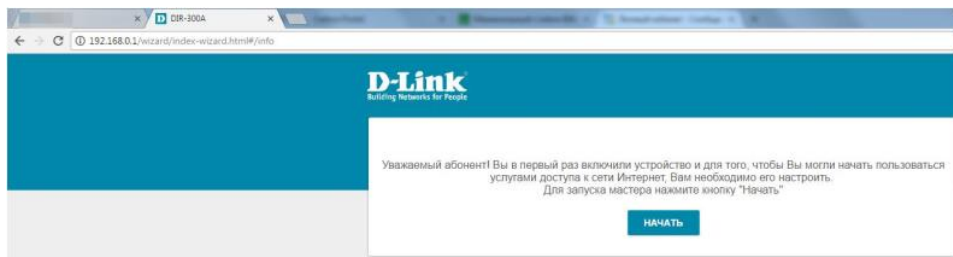 DIR-300A
192.168.0.1/wizard/index-wizard.html#/info
D-Link
Building Networks for People
Уважаемый абонент! Вы в первый раз включили устройство и для того, чтобы Вы могли начать пользоваться
услугами доступа к сети Интернет, Вам необходимо его настроить.
Для запуска мастера нажмите кнопку "Начать"
НАЧАТЬ